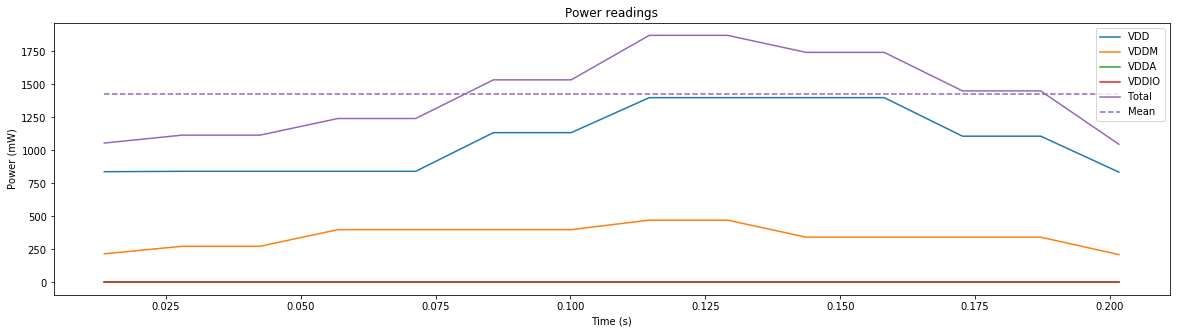 Power readings
1750
1500
1250
1000
750
500
250
0
Power (mW)
VDD
VDDM
VDDA
VDDIO
Total
Mean
0.025 0.050 0.075 0.100 0.125 0.150 0.175 0.200
Time (s)